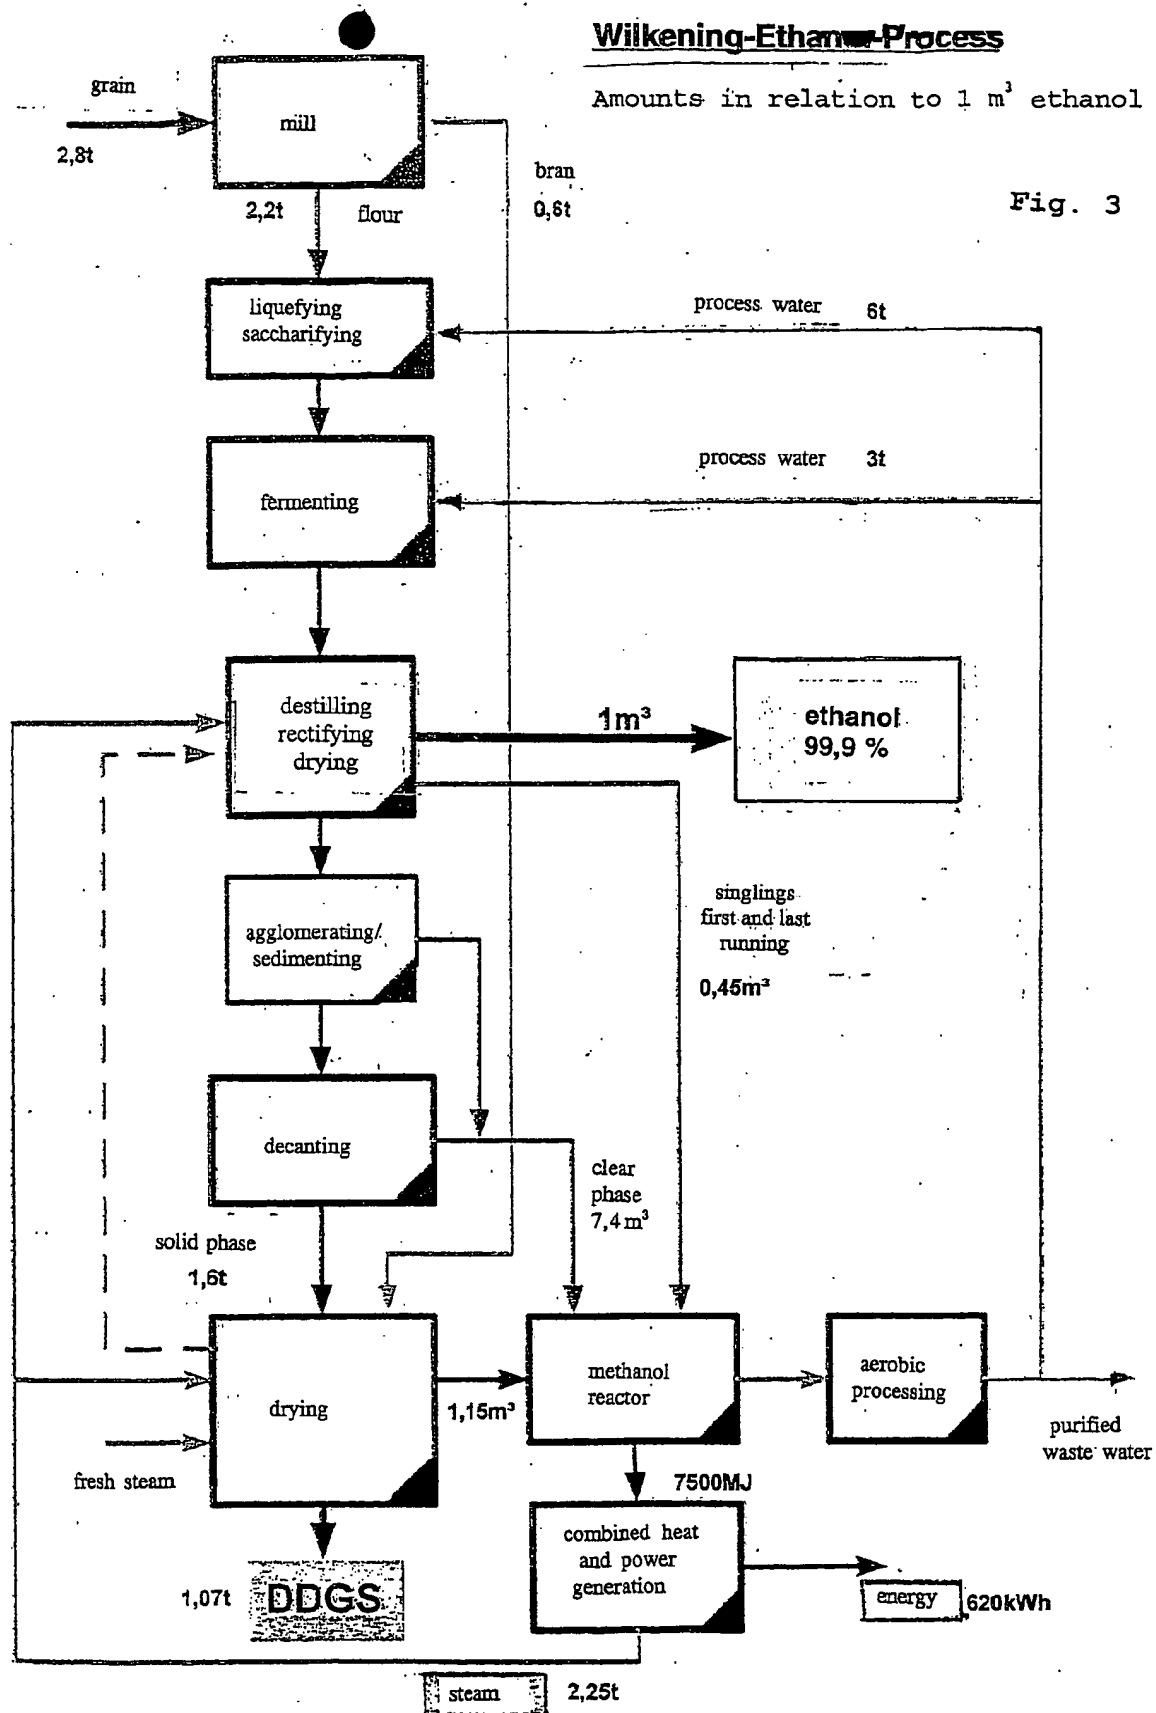 Wilkening-Ethanol-Process
Amounts in relation to 1 m³ ethanol
Fig. 3
grain
2,8t
mill
bran
0,6t
2,2t
flour
liquefying
saccharifying
process water 6t
fermenting
process water 3t
destilling
rectifying
drying
1m³
ethanol
99,9 %
agglomerating/
sedimenting
singlings
first and last
running
0,45m³
decanting
clear
phase
7,4 m³
solid phase
1,6t
drying
1,15m³
methanol
reactor
aerobic
processing
purified
waste water
fresh steam
7500MJ
combined heat
and power
generation
energy
620kWh
1,07t
DDGS
steam
2,25t